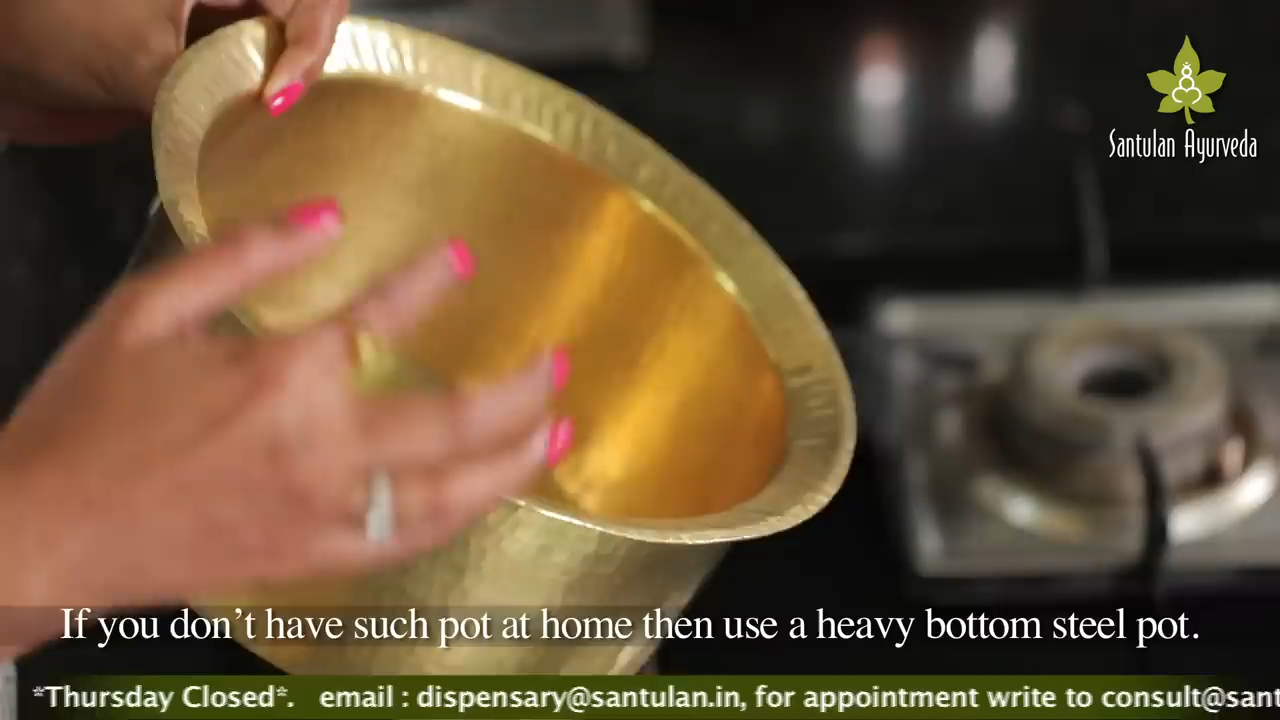 Santulan Ayurveda
If you don't have such pot at home then use a heavy bottom steel pot.
*Thursday Closed*. email : dispensary@santulan.in, for appointment write to consult@sant